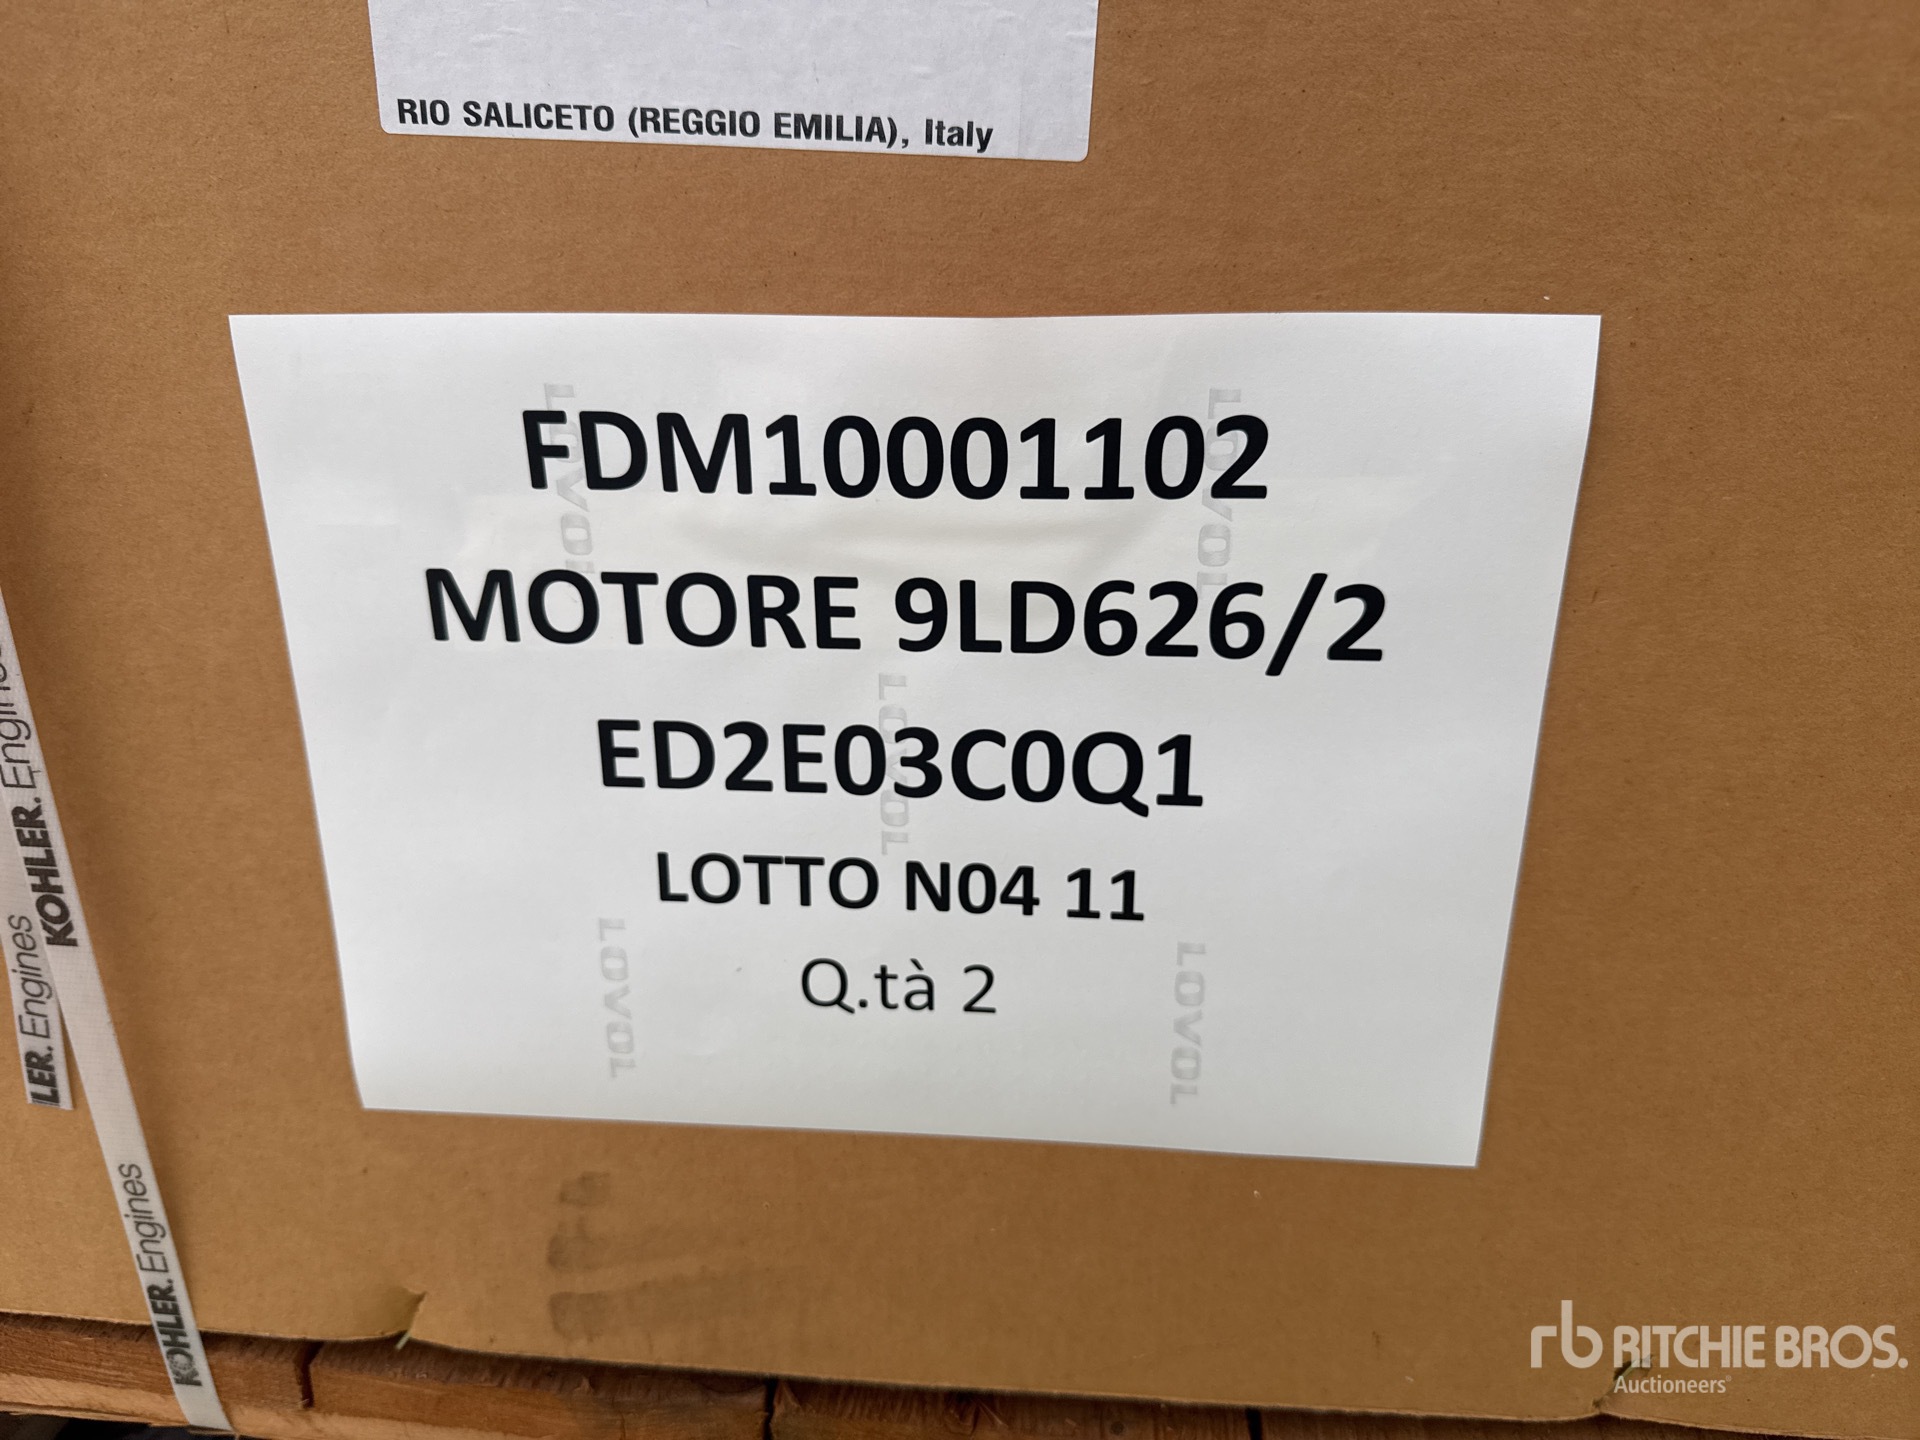 RIO SALICETO (REGGIO EMILIA), Italy
FDM10001102
MOTORE 9LD626/2
ED2E03C0Q1
LOTTO N04 11
Q.tà 2
LOVOL
LOVOL
LOVOL
LOVOL
LOVOL
KOHLER. Engines
LER. Engines
KOHLER. Engines
rb RITCHIE BROS.
Auctioneers